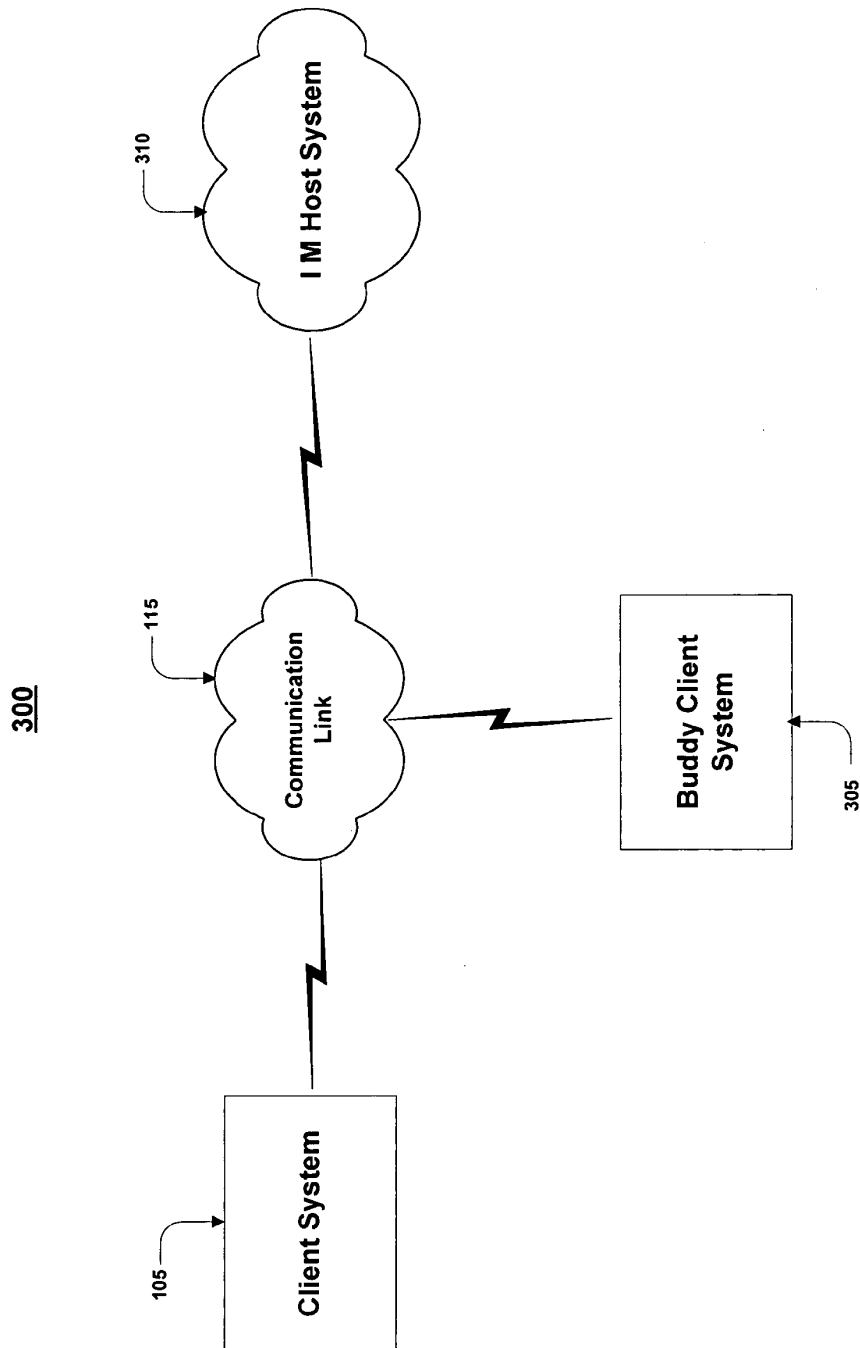 300
105
Client System
115
Communication
Link
310
I M Host System
Buddy Client
System
305